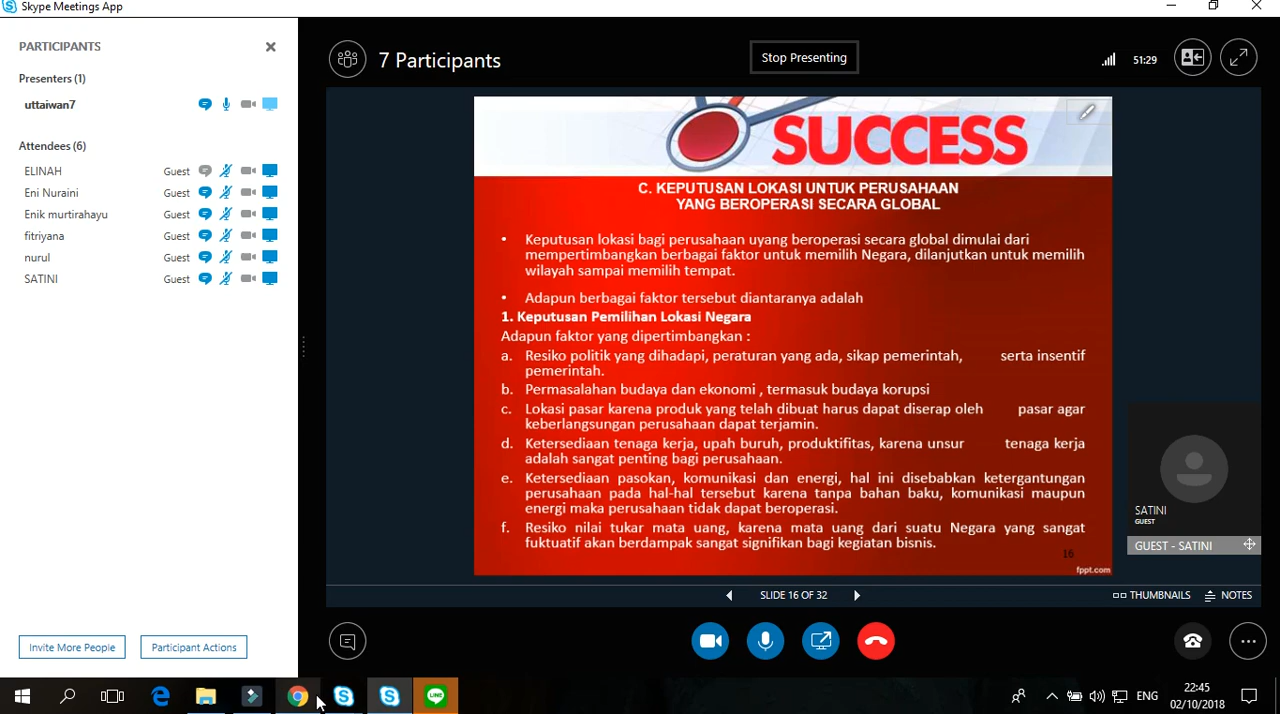 Skype Meetings App
PARTICIPANTS
Presenters (1)
uttaiwan7
Attendees (6)
ELINAH Guest
Eni Nuraini Guest
Enik murtirahayu Guest
fitriyana Guest
nurul Guest
SATINI Guest
Invite More People
Participant Actions
7 Participants
Stop Presenting
51:29
SUCCESS
C. KEPUTUSAN LOKASI UNTUK PERUSAHAAN
YANG BEROPERASI SECARA GLOBAL
• Keputusan lokasi bagi perusahaan uyang beroperasi secara global dimulai dari
mempertimbangkan berbagai faktor untuk memilih Negara, dilanjutkan untuk memilih
wilayah sampai memilih tempat.
• Adapun berbagai faktor tersebut diantaranya adalah
1. Keputusan Pemilihan Lokasi Negara
Adapun faktor yang dipertimbangkan :
a. Resiko politik yang dihadapi, peraturan yang ada, sikap pemerintah, serta insentif
pemerintah.
b. Permasalahan budaya dan ekonomi , termasuk budaya korupsi
c. Lokasi pasar karena produk yang telah dibuat harus dapat diserap oleh pasar agar
keberlangsungan perusahaan dapat terjamin.
d. Ketersediaan tenaga kerja, upah buruh, produktifitas, karena unsur tenaga kerja
adalah sangat penting bagi perusahaan.
e. Ketersediaan pasokan, komunikasi dan energi, hal ini disebabkan ketergantungan
perusahaan pada hal-hal tersebut karena tanpa bahan baku, komunikasi maupun
energi maka perusahaan tidak dapat beroperasi.
f. Resiko nilai tukar mata uang, karena mata uang dari suatu Negara yang sangat
fuktuatif akan berdampak sangat signifikan bagi kegiatan bisnis.
16
fppt.com
SATINI
GUEST
GUEST - SATINI
SLIDE 16 OF 32
THUMBNAILS
NOTES
LINE
ENG
22:45
02/10/2018